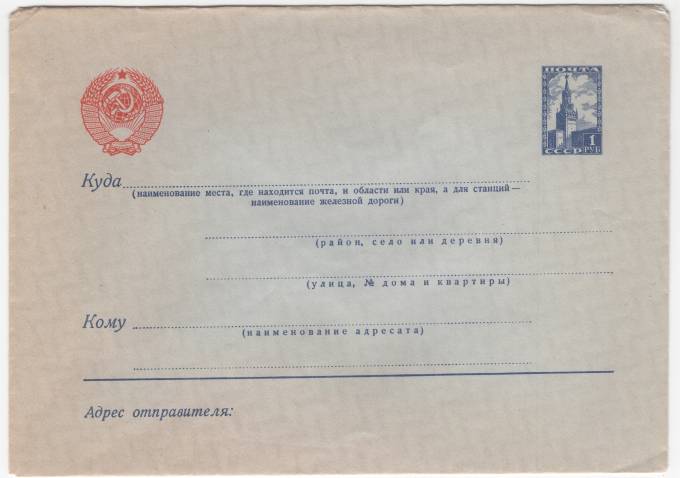 ПОЧТА
1
СССР РУБ
Куда
(наименование места, где находится почта, и области или края, а для станций—
наименование железной дороги)
(район, село или деревня)
(улица, № дома и квартиры)
Кому
(наименование адресата)
Адрес отправителя: